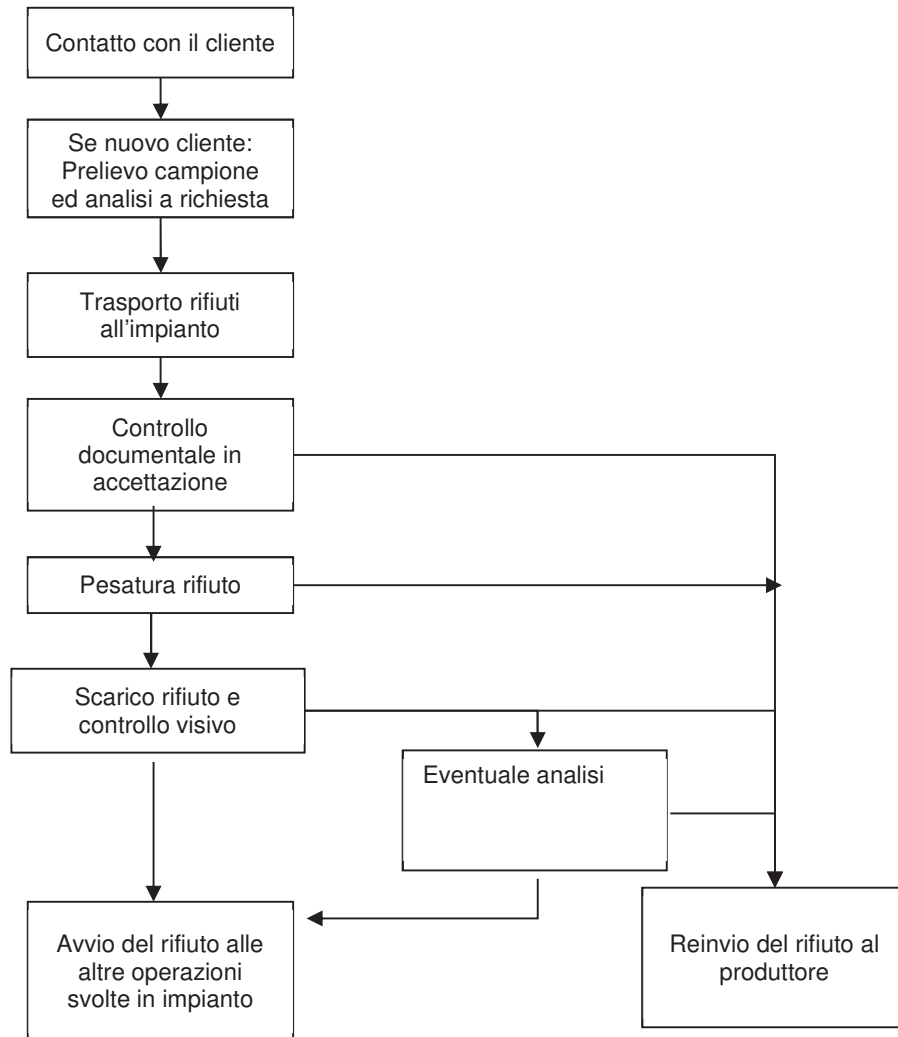 Contatto con il cliente
Se nuovo cliente:
Prelievo campione
ed analisi a richiesta
Trasporto rifiuti
all'impianto
Controllo
documentale in
accettazione
Pesatura rifiuto
Scarico rifiuto e
controllo visivo
Eventuale analisi
Avvio del rifiuto alle
altre operazioni
svolte in impianto
Reinvio del rifiuto al
produttore